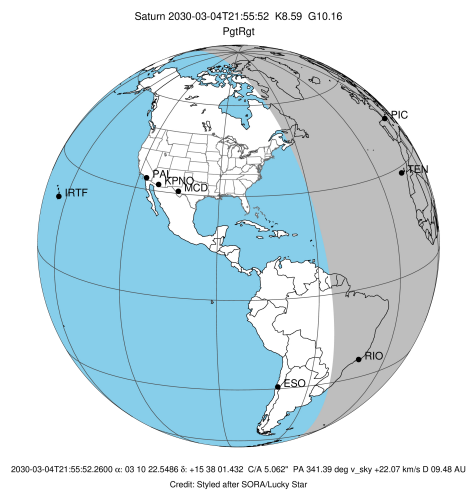 Saturn 2030-03-04T21:55:52 K8.59 G10.16
PgtRgt
PIC
TEN
PAL
KPNO
MCD
IRTF
RIO
ESO
2030-03-04T21:55:52.2600 α: 03 10 22.5486 δ: +15 38 01.432 C/A 5.062" PA 341.39 deg v_sky +22.07 km/s D 09.48 AU
Credit: Styled after SORA/Lucky Star